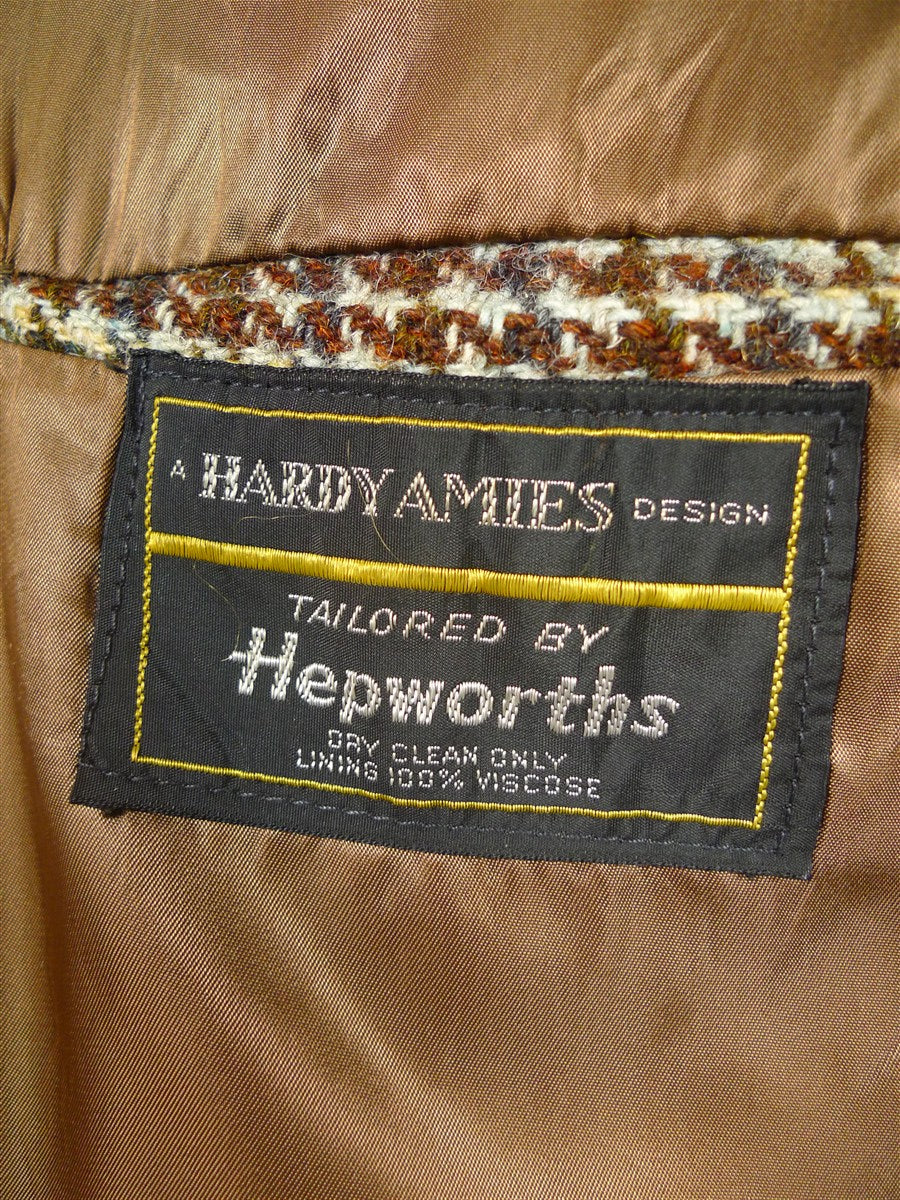 A HARDY AMIES DESIGN
TAILORED BY
Hepworths
DRY CLEAN ONLY
LINING 100% VISCOSE